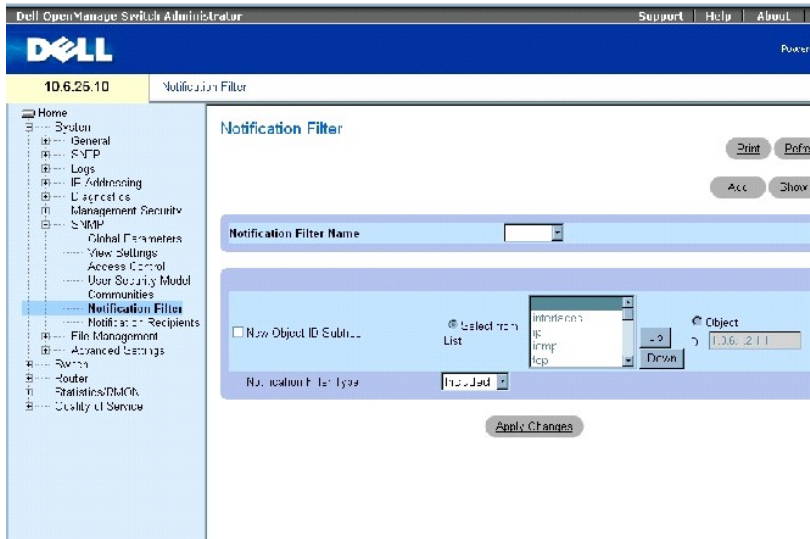 Dell OpenManage Switch Administrator
Support Help About
DELL
Power
10.6.25.10
Notification Filter
Home
System
General
SNTP
Logs
IP Addressing
Diagnostics
Management Security
SNMP
Global Parameters
View Settings
Access Control
User Security Model
Communities
Notification Filter
Notification Recipients
File Management
Advanced Settings
Switch
Router
Statistics/RMON
Quality of Service
Notification Filter
Print Refre
Add Show
Notification Filter Name
New Object ID Subtree
Select from List
interfaces
ip
icmp
tcp
Up
Down
Object
Notification Filter Type
Included
Apply Changes